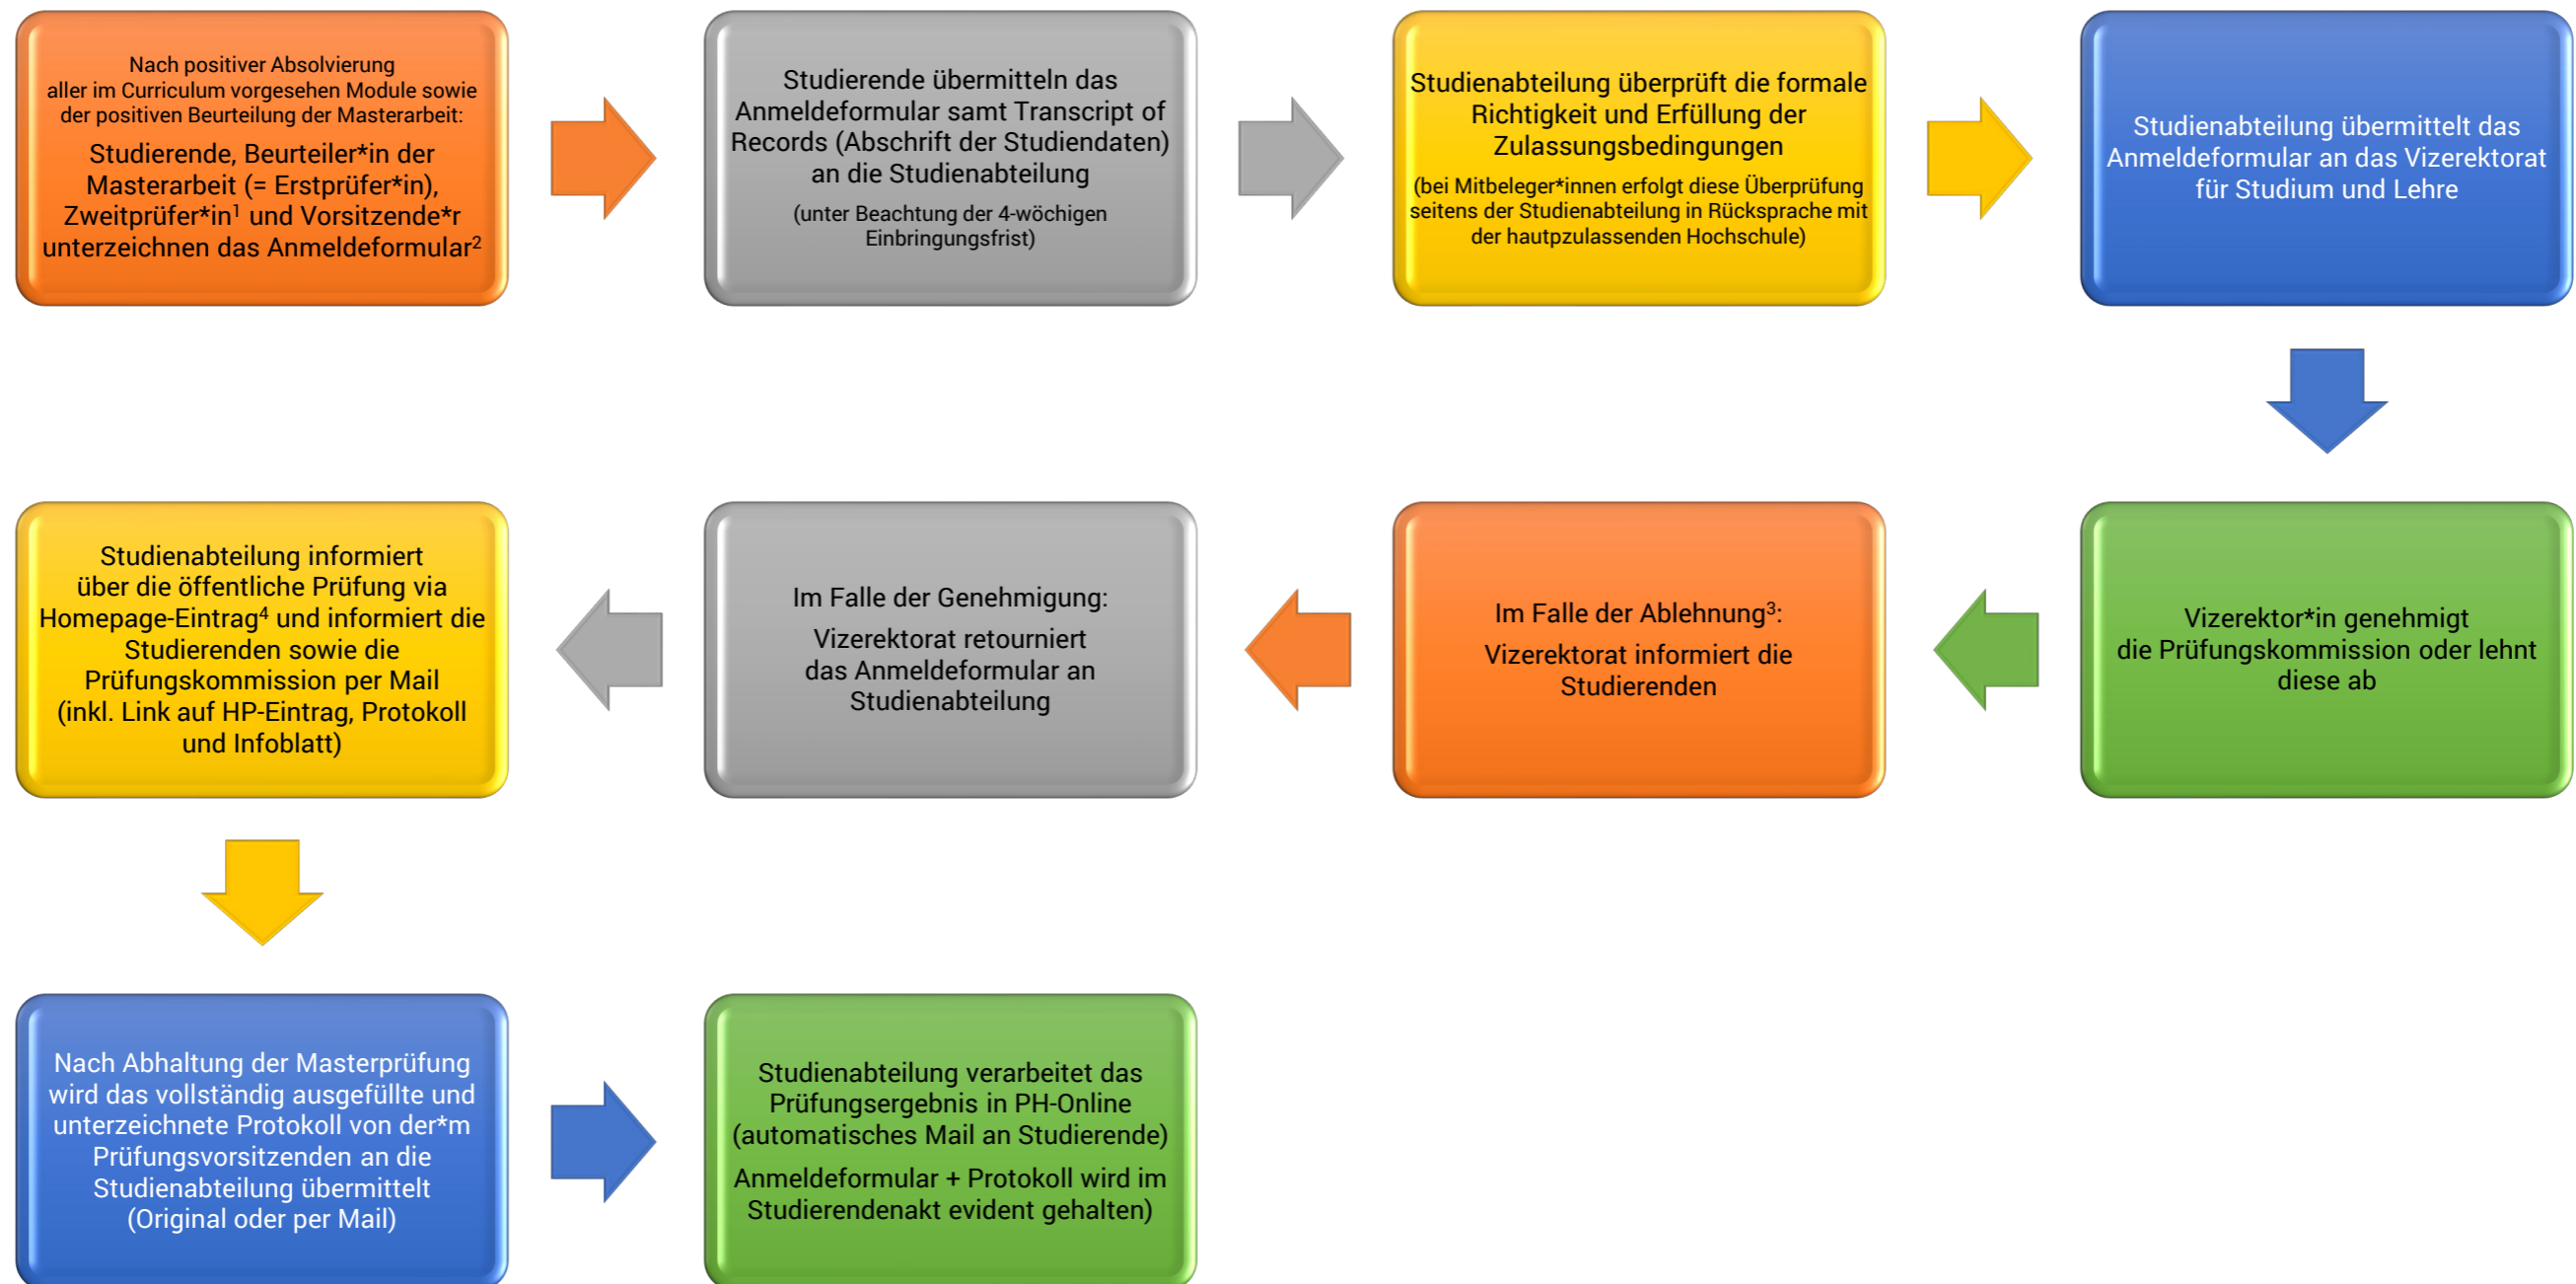 Nach positiver Absolvierung
aller im Curriculum vorgesehen Module sowie
der positiven Beurteilung der Masterarbeit:
Studierende, Beurteiler*in der
Masterarbeit (= Erstprüfer*in),
Zweitprüfer*in¹ und Vorsitzende*r
unterzeichnen das Anmeldeformular²
Studierende übermitteln das
Anmeldeformular samt Transcript of
Records (Abschrift der Studiendaten)
an die Studienabteilung
(unter Beachtung der 4-wöchigen
Einbringungsfrist)
Studienabteilung überprüft die formale
Richtigkeit und Erfüllung der
Zulassungsbedingungen
(bei Mitbeleger*innen erfolgt diese Überprüfung
seitens der Studienabteilung in Rücksprache mit
der hautpzulassenden Hochschule)
Studienabteilung übermittelt das
Anmeldeformular an das Vizerektorat
für Studium und Lehre
Vizerektor*in genehmigt
die Prüfungskommission oder lehnt
diese ab
Im Falle der Ablehnung³:
Vizerektorat informiert die
Studierenden
Im Falle der Genehmigung:
Vizerektorat retourniert
das Anmeldeformular an
Studienabteilung
Studienabteilung informiert
über die öffentliche Prüfung via
Homepage-Eintrag⁴ und informiert die
Studierenden sowie die
Prüfungskommission per Mail
(inkl. Link auf HP-Eintrag, Protokoll
und Infoblatt)
Nach Abhaltung der Masterprüfung
wird das vollständig ausgefüllte und
unterzeichnete Protokoll von der*m
Prüfungsvorsitzenden an die
Studienabteilung übermittelt
(Original oder per Mail)
Studienabteilung verarbeitet das
Prüfungsergebnis in PH-Online
(automatisches Mail an Studierende)
Anmeldeformular + Protokoll wird im
Studierendenakt evident gehalten)